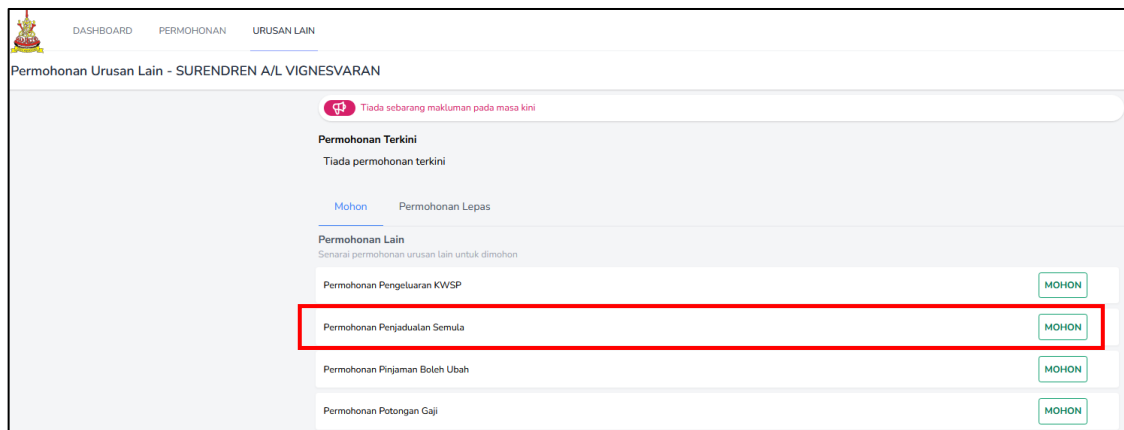 DASHBOARD PERMOHONAN URUSAN LAIN
Permohonan Urusan Lain - SURENDREN A/L VIGNESVARAN
Tiada sebarang makluman pada masa kini
Permohonan Terkini
Tiada permohonan terkini
Mohon Permohonan Lepas
Permohonan Lain
Senarai permohonan urusan lain untuk dimohon
Permohonan Pengeluaran KWSP MOHON
Permohonan Penjadualan Semula MOHON
Permohonan Pinjaman Boleh Ubah MOHON
Permohonan Potongan Gaji MOHON